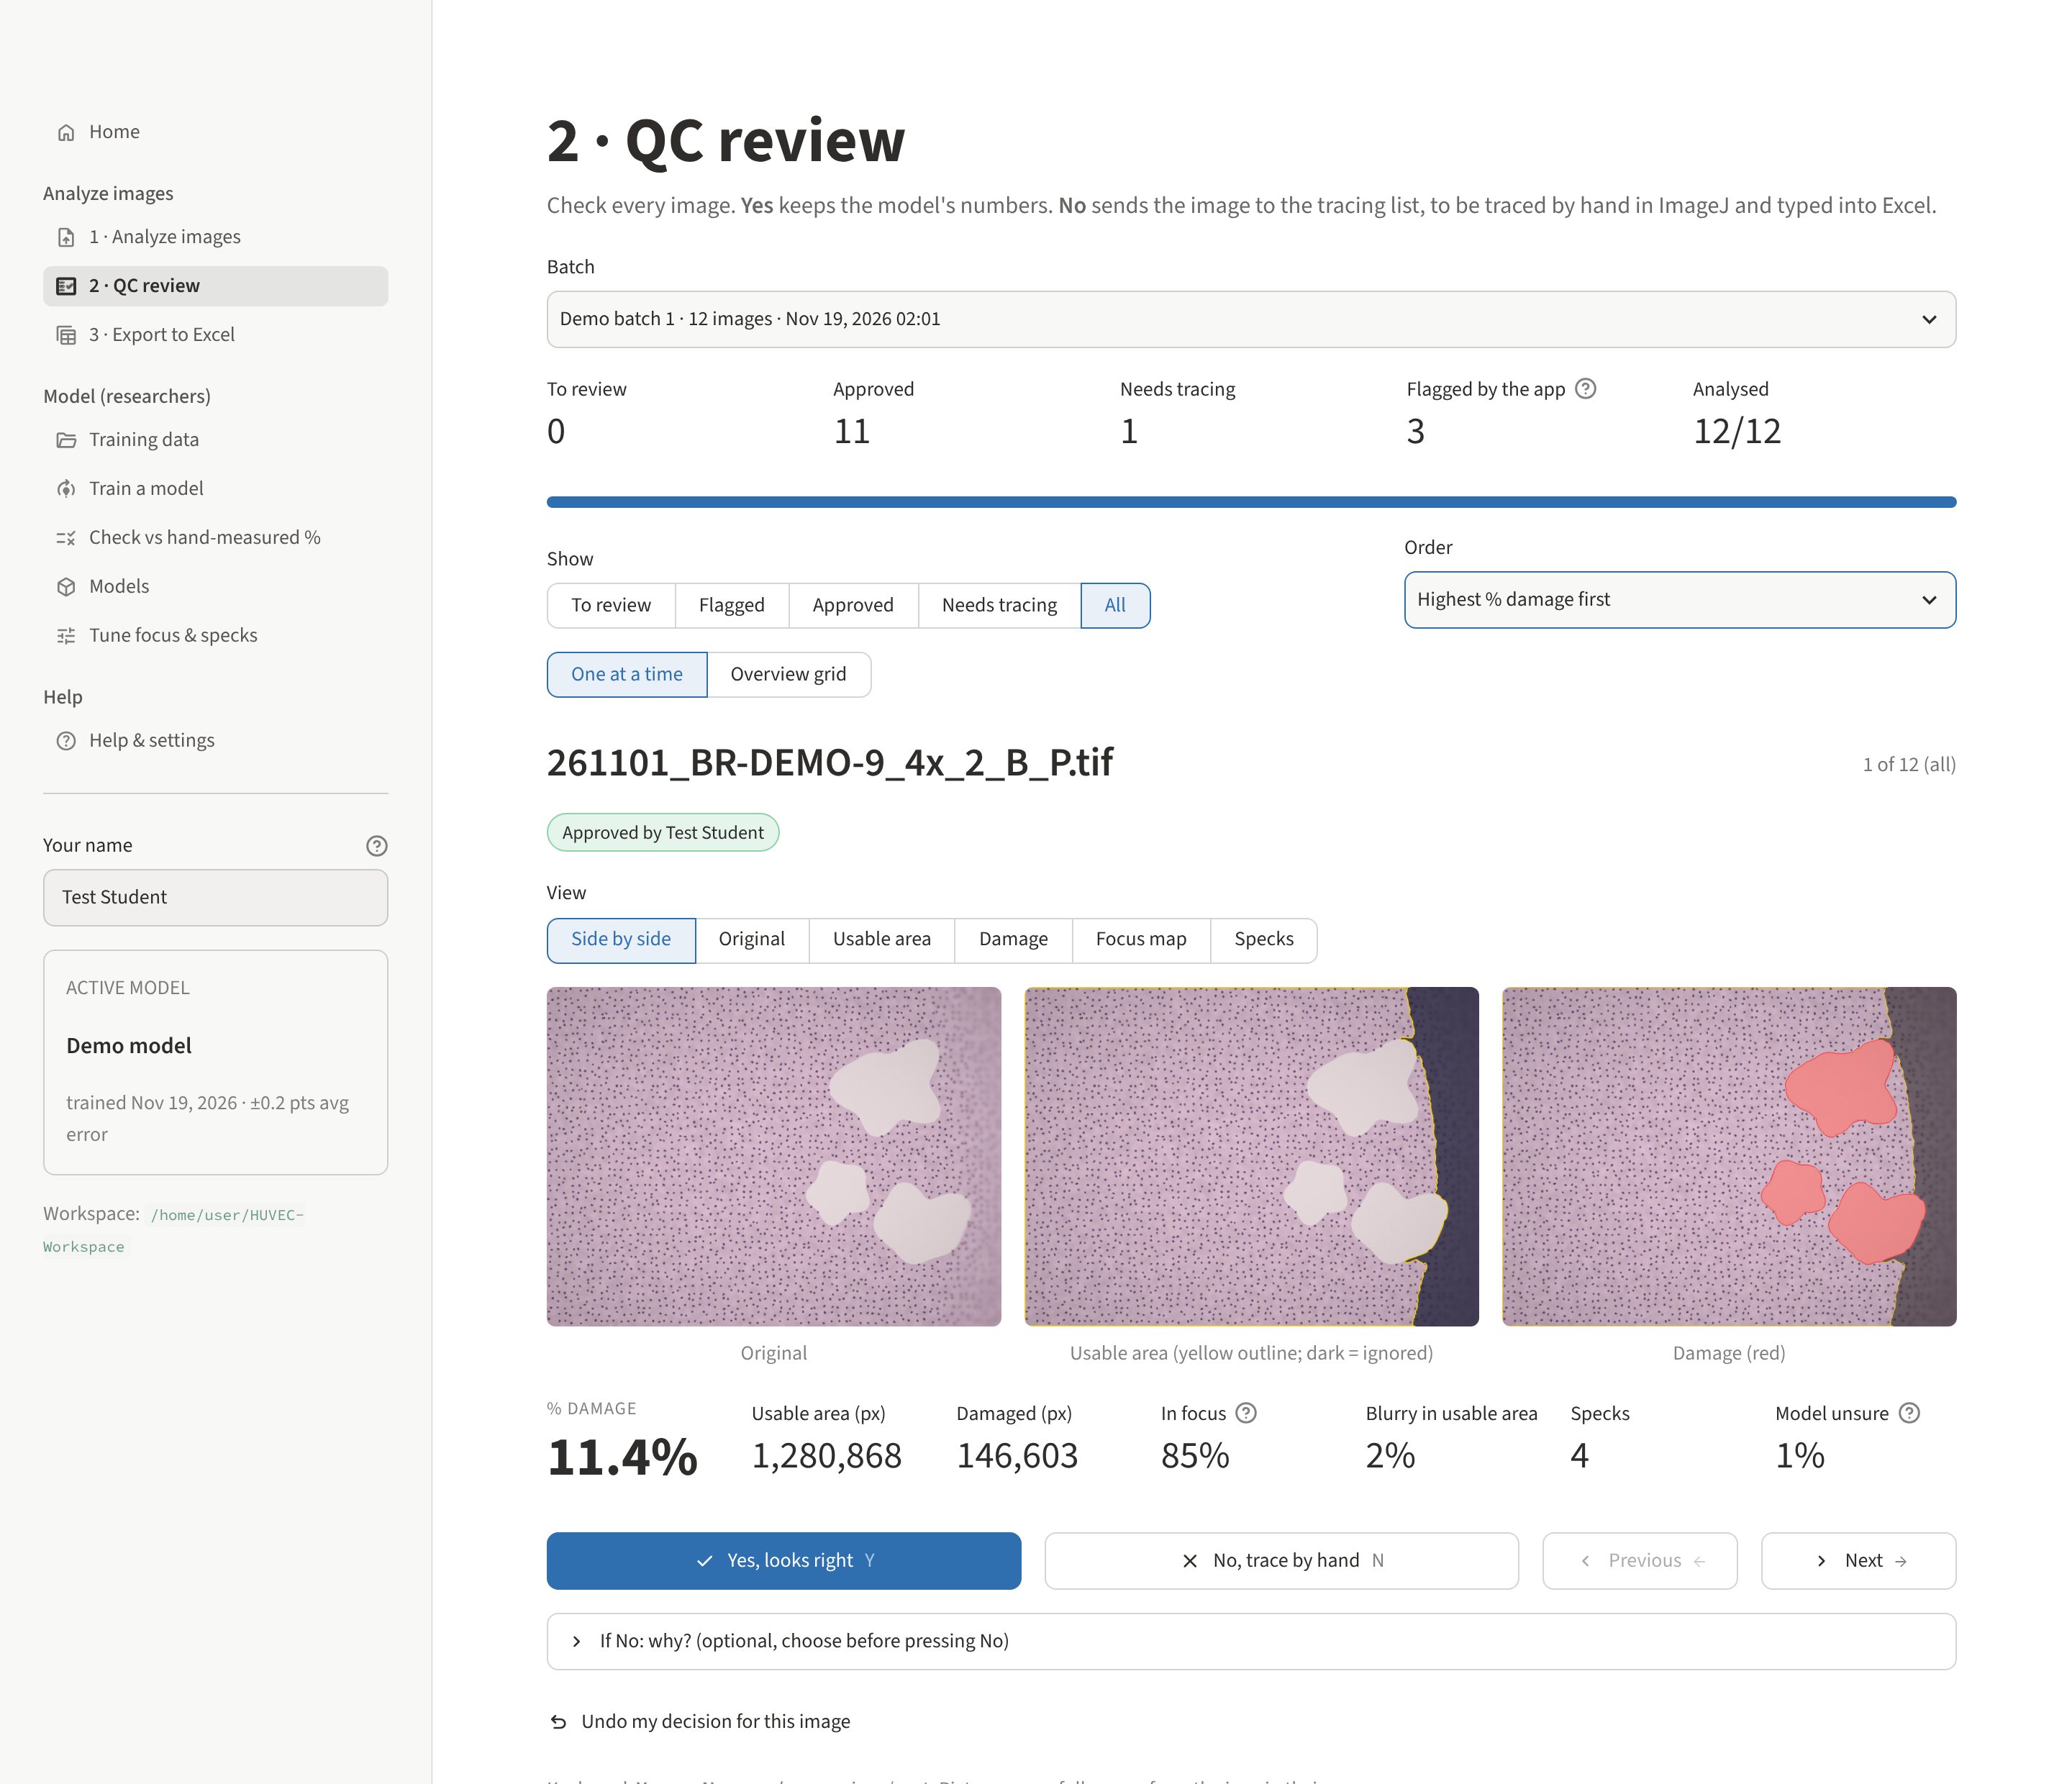 Home
Analyze images
1 · Analyze images
2 · QC review
3 · Export to Excel
Model (researchers)
Training data
Train a model
Check vs hand-measured %
Models
Tune focus & specks
Help
Help & settings
Your name
Test Student
ACTIVE MODEL
Demo model
trained Nov 19, 2026 · ±0.2 pts avg
error
Workspace: /home/user/HUVEC-
Workspace
2 · QC review
Check every image. Yes keeps the model's numbers. No sends the image to the tracing list, to be traced by hand in ImageJ and typed into Excel.
Batch
Demo batch 1 · 12 images · Nov 19, 2026 02:01
To review Approved Needs tracing Flagged by the app Analysed
0 11 1 3 12/12
Show
Order
To review Flagged Approved Needs tracing All
Highest % damage first
One at a time Overview grid
261101_BR-DEMO-9_4x_2_B_P.tif
1 of 12 (all)
Approved by Test Student
View
Side by side Original Usable area Damage Focus map Specks
Original Usable area (yellow outline; dark = ignored) Damage (red)
% DAMAGE Usable area (px) Damaged (px) In focus Blurry in usable area Specks Model unsure
11.4% 1,280,868 146,603 85% 2% 4 1%
Yes, looks right Y No, trace by hand N Previous ← Next →
If No: why? (optional, choose before pressing No)
Undo my decision for this image